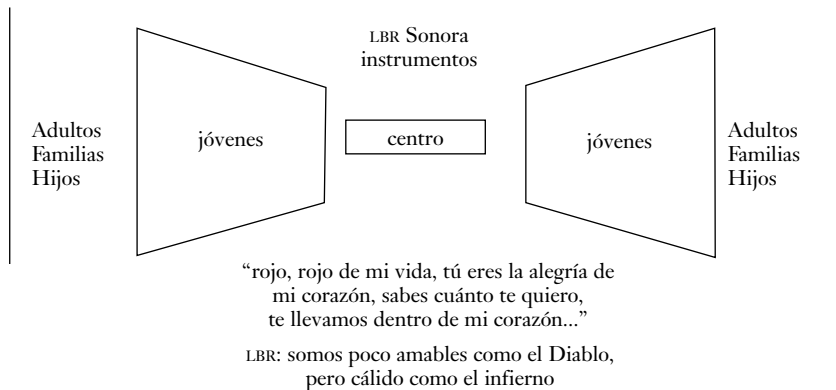 LBR Sonora
instrumentos
Adultos
Familias
Hijos
jóvenes
centro
jóvenes
Adultos
Familias
Hijos
“rojo, rojo de mi vida, tú eres la alegría de
mi corazón, sabes cuánto te quiero,
te llevamos dentro de mi corazón...”
LBR: somos poco amables como el Diablo,
pero cálido como el infierno